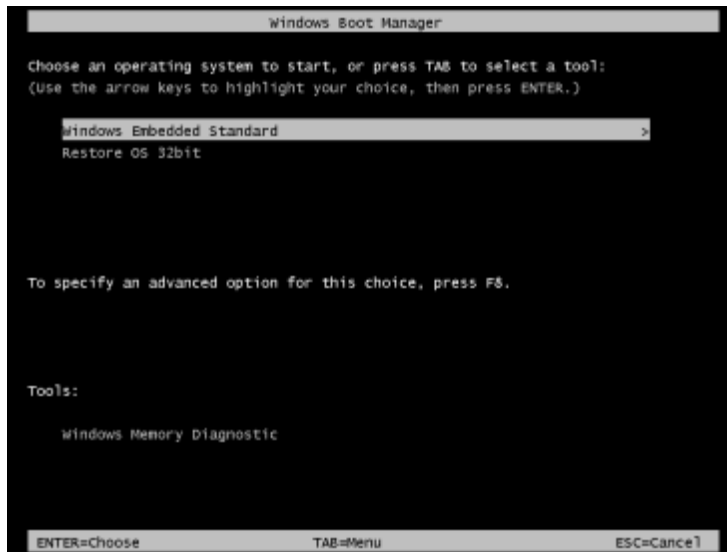 Windows Boot Manager
Choose an operating system to start, or press TAB to select a tool:
(Use the arrow keys to highlight your choice, then press ENTER.)
Windows Embedded Standard >
Restore OS 32bit
To specify an advanced option for this choice, press F8.
Tools:
Windows Memory Diagnostic
ENTER=Choose TAB=Menu ESC=Cancel